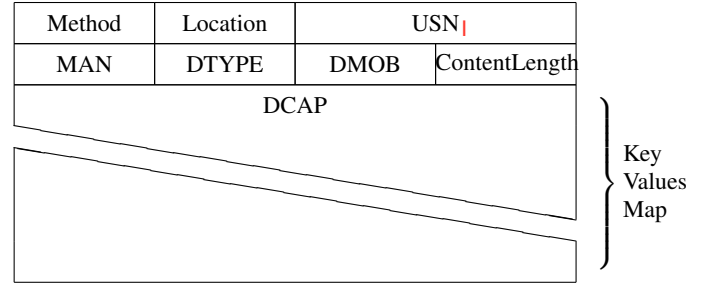 Method Location USN
MAN DTYPE DMOB ContentLength
DCAP
Key
Values
Map